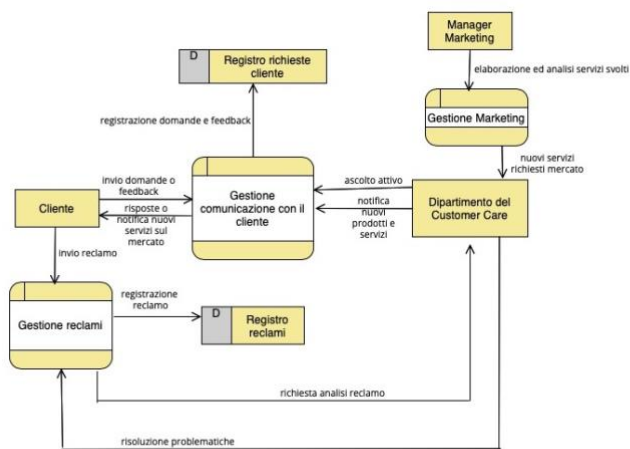 Manager
Marketing
elaborazione ed analisi servizi svolti
D
Registro richieste
cliente
registrazione domande e feedback
Gestione Marketing
nuovi servizi
richiesti mercato
invio domande o
feedback
Cliente
risposte o
notifica nuovi
servizi sul
mercato
Gestione
comunicazione con il
cliente
ascolto attivo
notifica
nuovi
prodotti e
servizi
Dipartimento del
Customer Care
invio reclamo
Gestione reclami
registrazione
reclamo
D
Registro
reclami
richiesta analisi reclamo
risoluzione problematiche